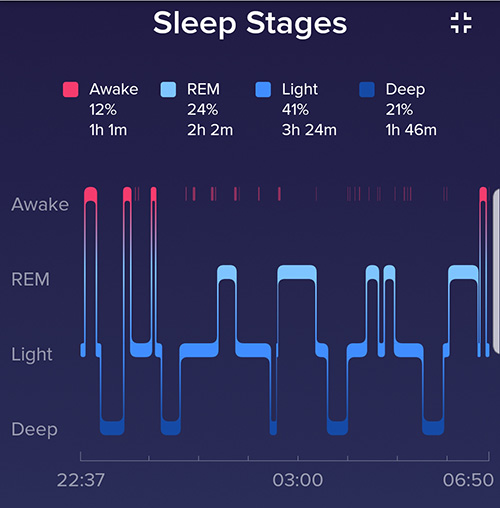 Sleep Stages
Awake REM Light Deep
12% 24% 41% 21%
1h 1m 2h 2m 3h 24m 1h 46m
Awake
REM
Light
Deep
22:37 03:00 06:50